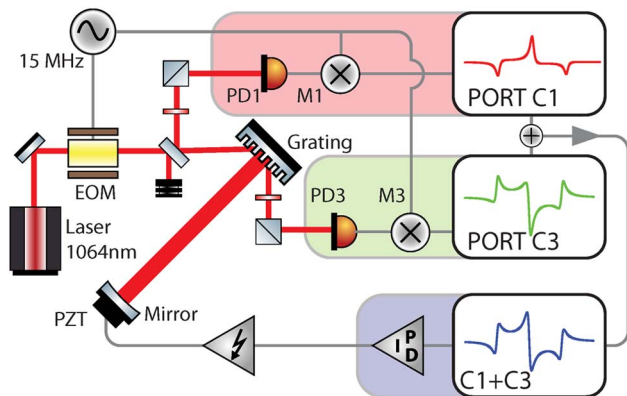 15 MHz
PD1
M1
PORT C1
Grating
EOM
PD3
M3
PORT C3
Laser
1064nm
PZT
Mirror
I P
D
C1+C3